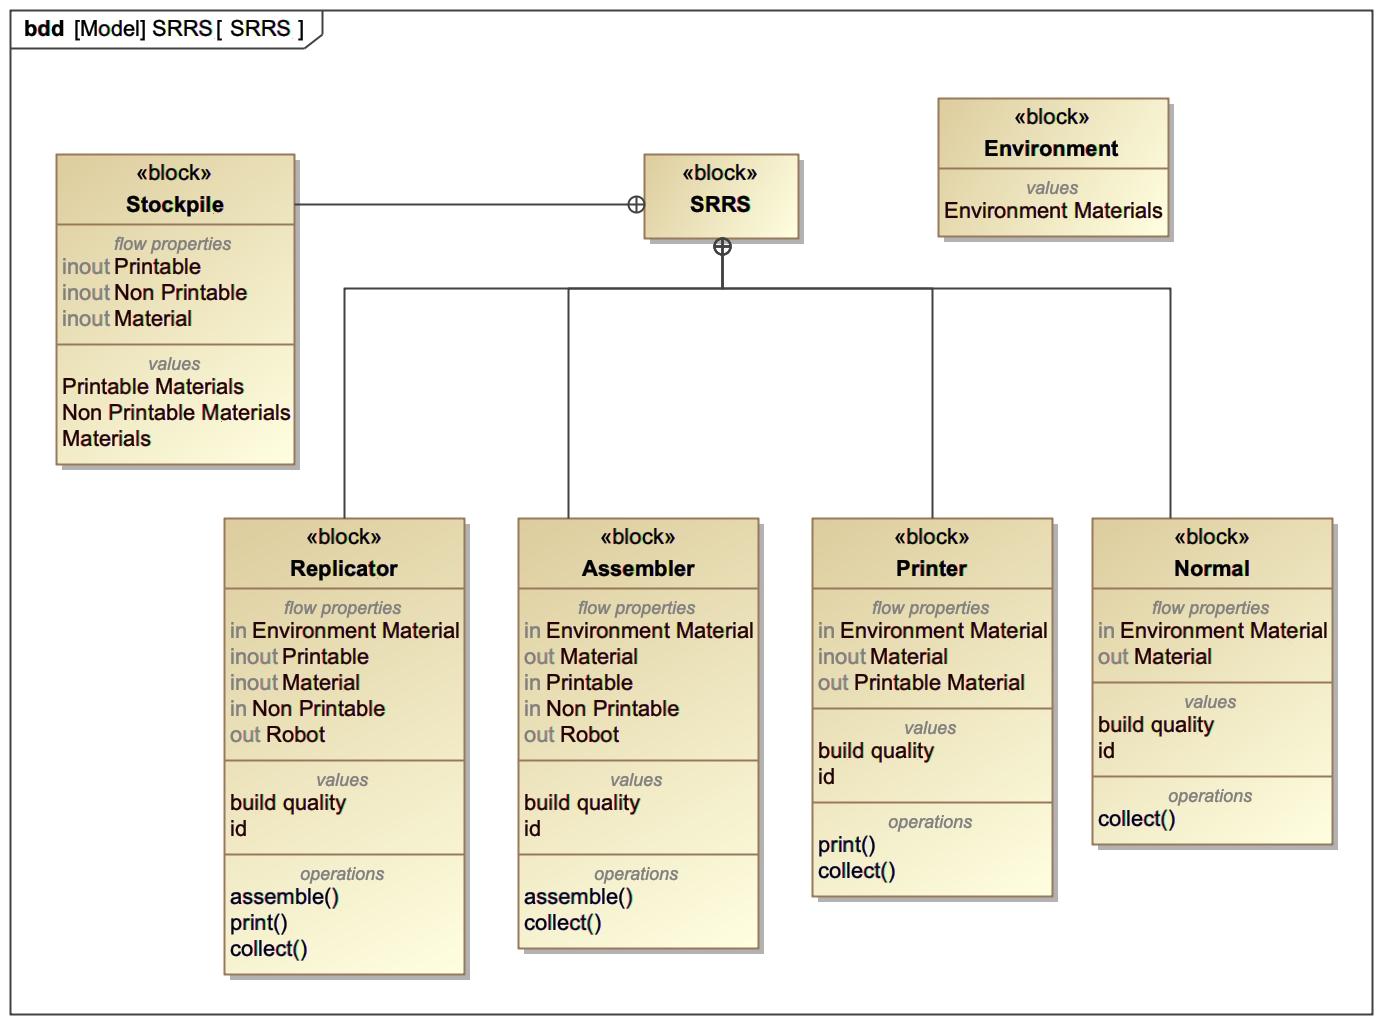 bdd [Model] SRRS [ SRRS ]
«block»
Stockpile
flow properties
inout Printable
inout Non Printable
inout Material
values
Printable Materials
Non Printable Materials
Materials
«block»
SRRS
«block»
Environment
values
Environment Materials
«block»
Replicator
flow properties
in Environment Material
inout Printable
inout Material
in Non Printable
out Robot
values
build quality
id
operations
assemble()
print()
collect()
«block»
Assembler
flow properties
in Environment Material
out Material
in Printable
in Non Printable
out Robot
values
build quality
id
operations
assemble()
collect()
«block»
Printer
flow properties
in Environment Material
inout Material
out Printable Material
values
build quality
id
operations
print()
collect()
«block»
Normal
flow properties
in Environment Material
out Material
values
build quality
id
operations
collect()